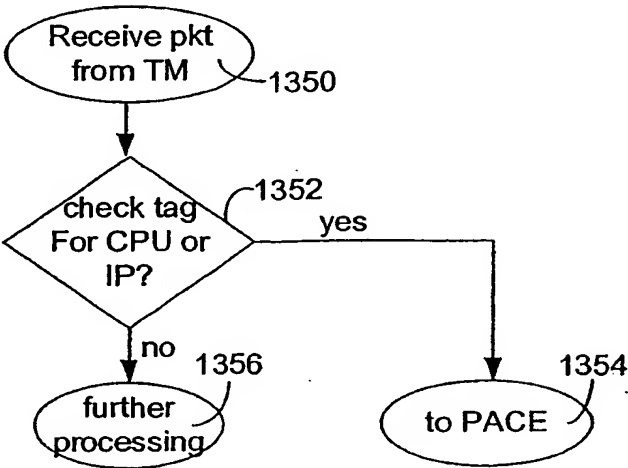 Receive pkt
from TM
1350
1352
check tag
For CPU or
IP?
yes
no
1356
1354
further
processing
to PACE